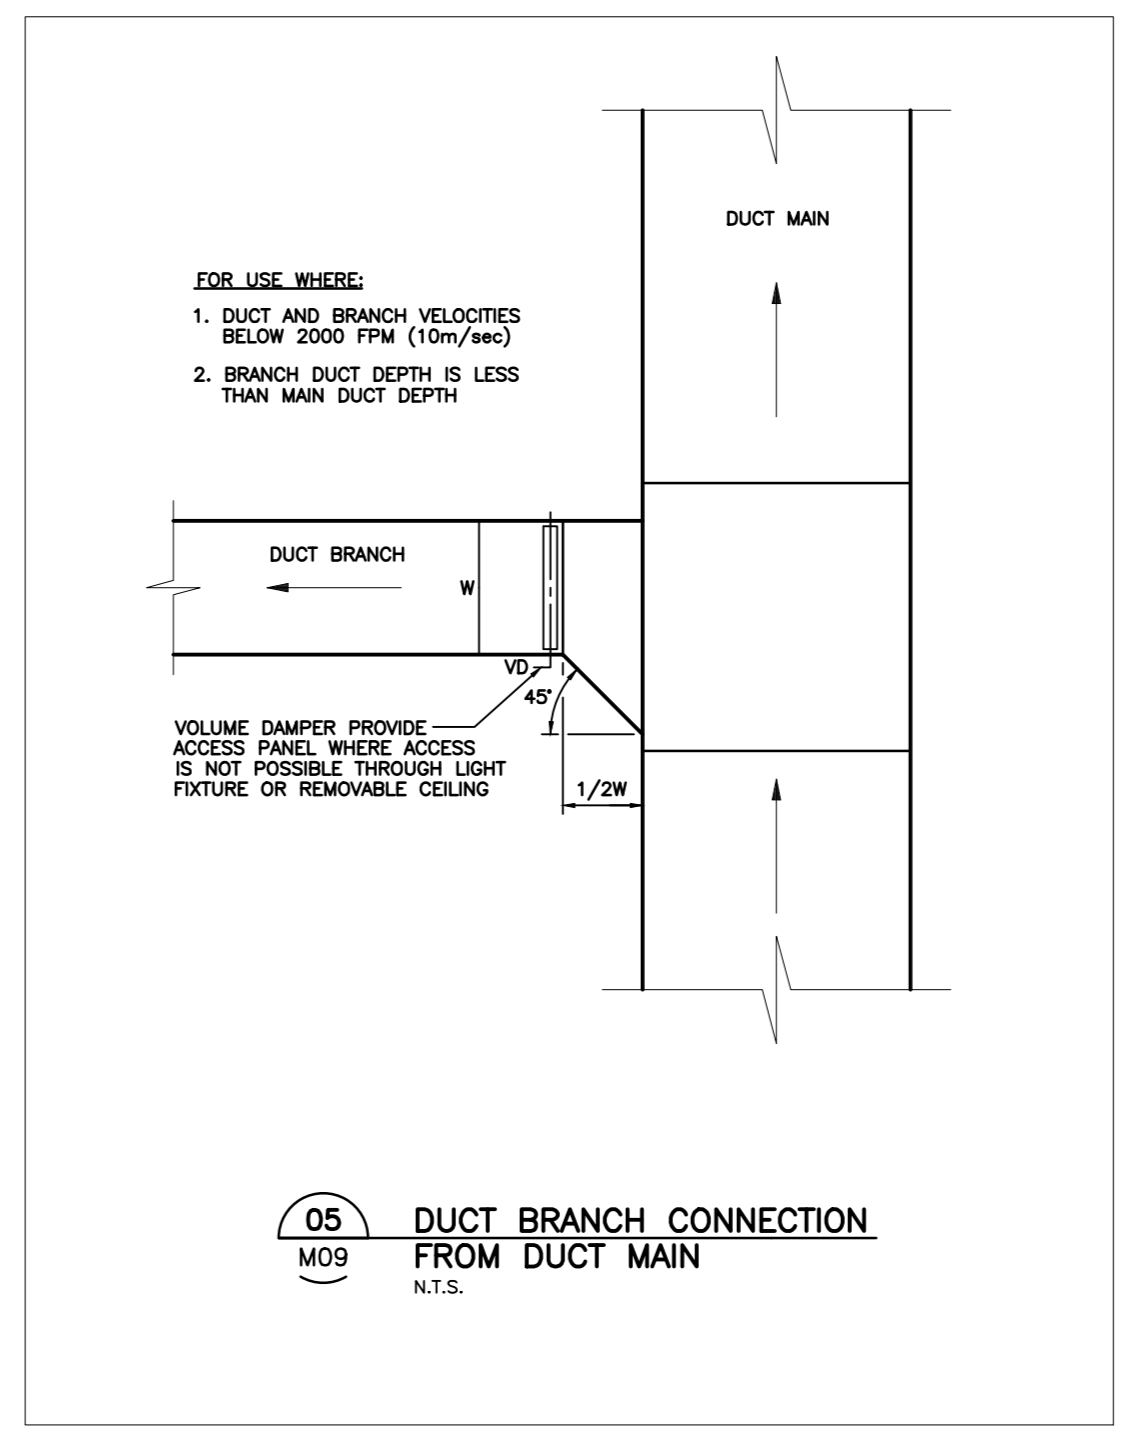 DUCT MAIN
FOR USE WHERE:
1. DUCT AND BRANCH VELOCITIES
BELOW 2000 FPM (10m/sec)
2. BRANCH DUCT DEPTH IS LESS
THAN MAIN DUCT DEPTH
DUCT BRANCH
W
VD
45°
VOLUME DAMPER PROVIDE
ACCESS PANEL WHERE ACCESS
IS NOT POSSIBLE THROUGH LIGHT
FIXTURE OR REMOVABLE CEILING
1/2W
05
M09
DUCT BRANCH CONNECTION
FROM DUCT MAIN
N.T.S.